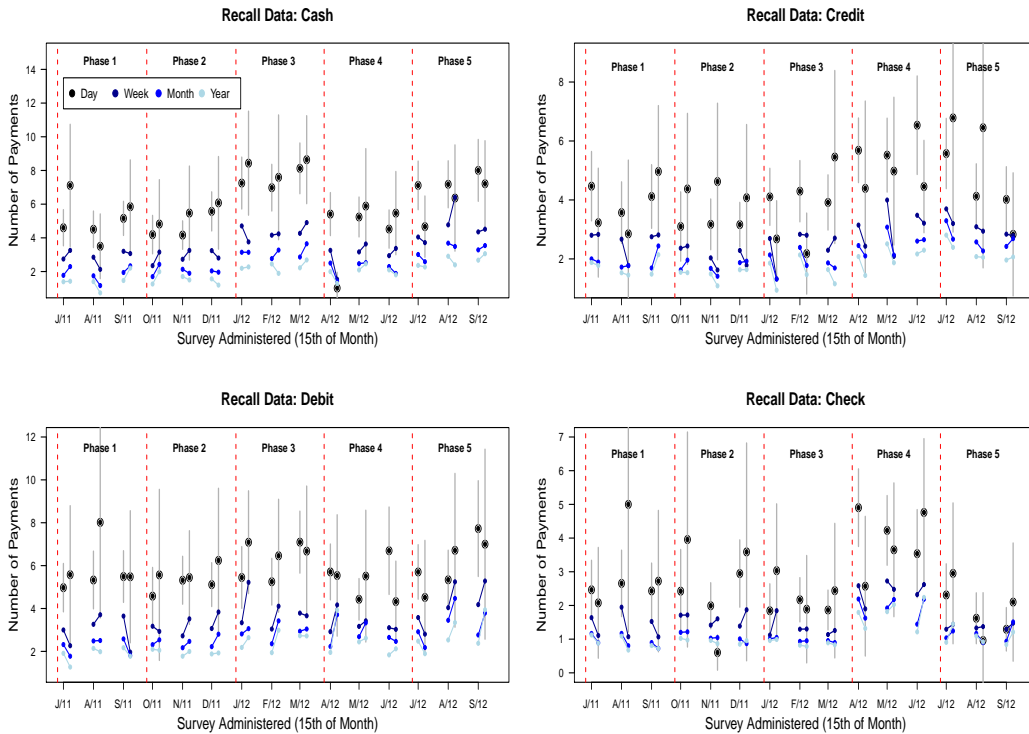 Recall Data: Cash
Number of Payments
14
12
10
8
6
4
2
Phase 1
Phase 2
Phase 3
Phase 4
Phase 5
Day
Week
Month
Year
J/11
A/11
S/11
O/11
N/11
D/11
J/12
F/12
M/12
A/12
M/12
J/12
J/12
A/12
S/12
Survey Administered (15th of Month)
Recall Data: Credit
Number of Payments
8
6
4
2
Phase 1
Phase 2
Phase 3
Phase 4
Phase 5
J/11
A/11
S/11
O/11
N/11
D/11
J/12
F/12
M/12
A/12
M/12
J/12
J/12
A/12
S/12
Survey Administered (15th of Month)
Recall Data: Debit
Number of Payments
12
10
8
6
4
2
Phase 1
Phase 2
Phase 3
Phase 4
Phase 5
J/11
A/11
S/11
O/11
N/11
D/11
J/12
F/12
M/12
A/12
M/12
J/12
J/12
A/12
S/12
Survey Administered (15th of Month)
Recall Data: Check
Number of Payments
7
6
5
4
3
2
1
0
Phase 1
Phase 2
Phase 3
Phase 4
Phase 5
J/11
A/11
S/11
O/11
N/11
D/11
J/12
F/12
M/12
A/12
M/12
J/12
J/12
A/12
S/12
Survey Administered (15th of Month)